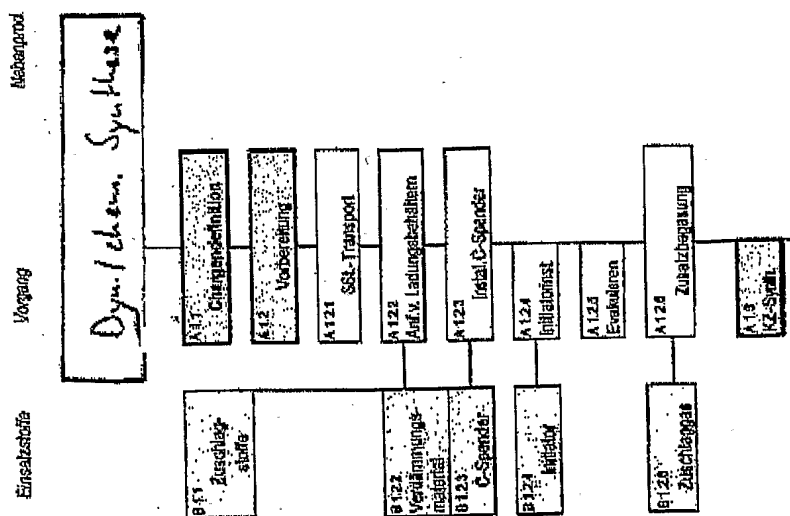 Einsatzstoffe
Vorgang
Nebenprod.
Dyn./chem. Synthese
A 1.1
Chargendefinition
B 1.1
Zuschlag-
stoffe
A 1.2
Vorbereitung
A 1.2.1
SSL-Transport
A 1.2.2
Anf. v. Ladungsbehältern
B 1.2.2
Verdämmungs-
material
A 1.2.3
Instal. C-Spender
B 1.2.3
C-Spender
A 1.2.4
Initiatorinst.
B 1.2.4
Initiator
A 1.2.5
Evakuieren
A 1.2.6
Zusatzbegasung
B 1.2.6
Zuschlaggas
A 1.3
KZ-Synth.